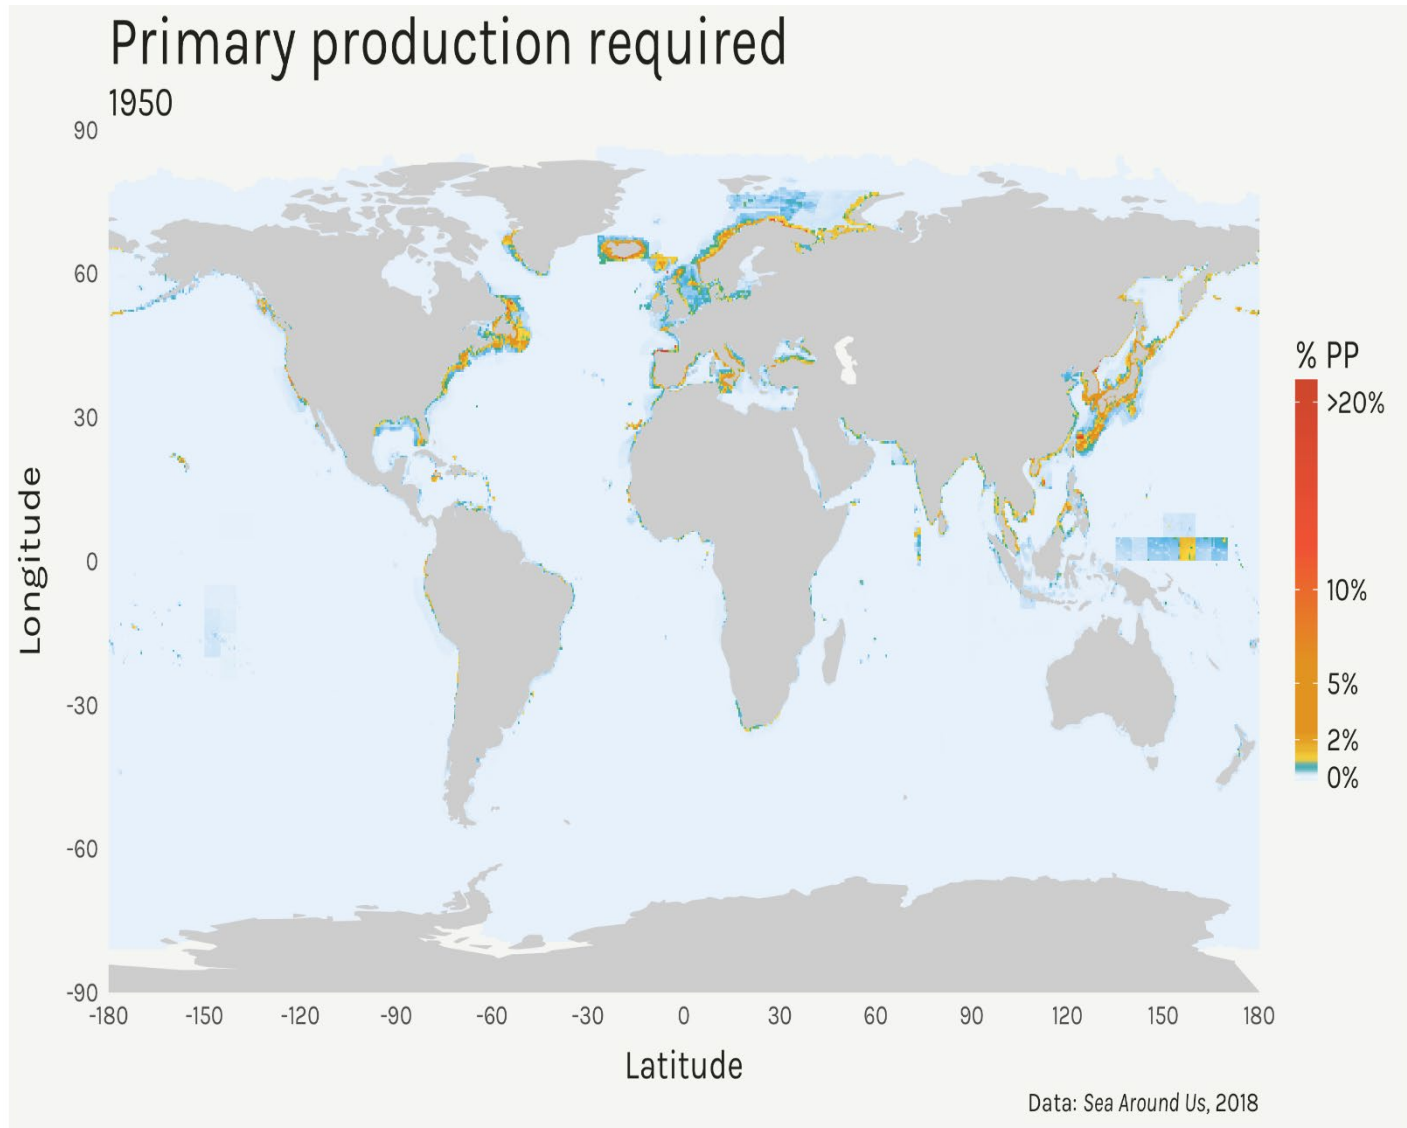 Primary production required
1950
90
60
30
0
-30
-60
-90
Longitude
-180 -150 -120 -90 -60 -30 0 30 60 90 120 150 180
Latitude
% PP
>20%
10%
5%
2%
0%
Data: Sea Around Us, 2018